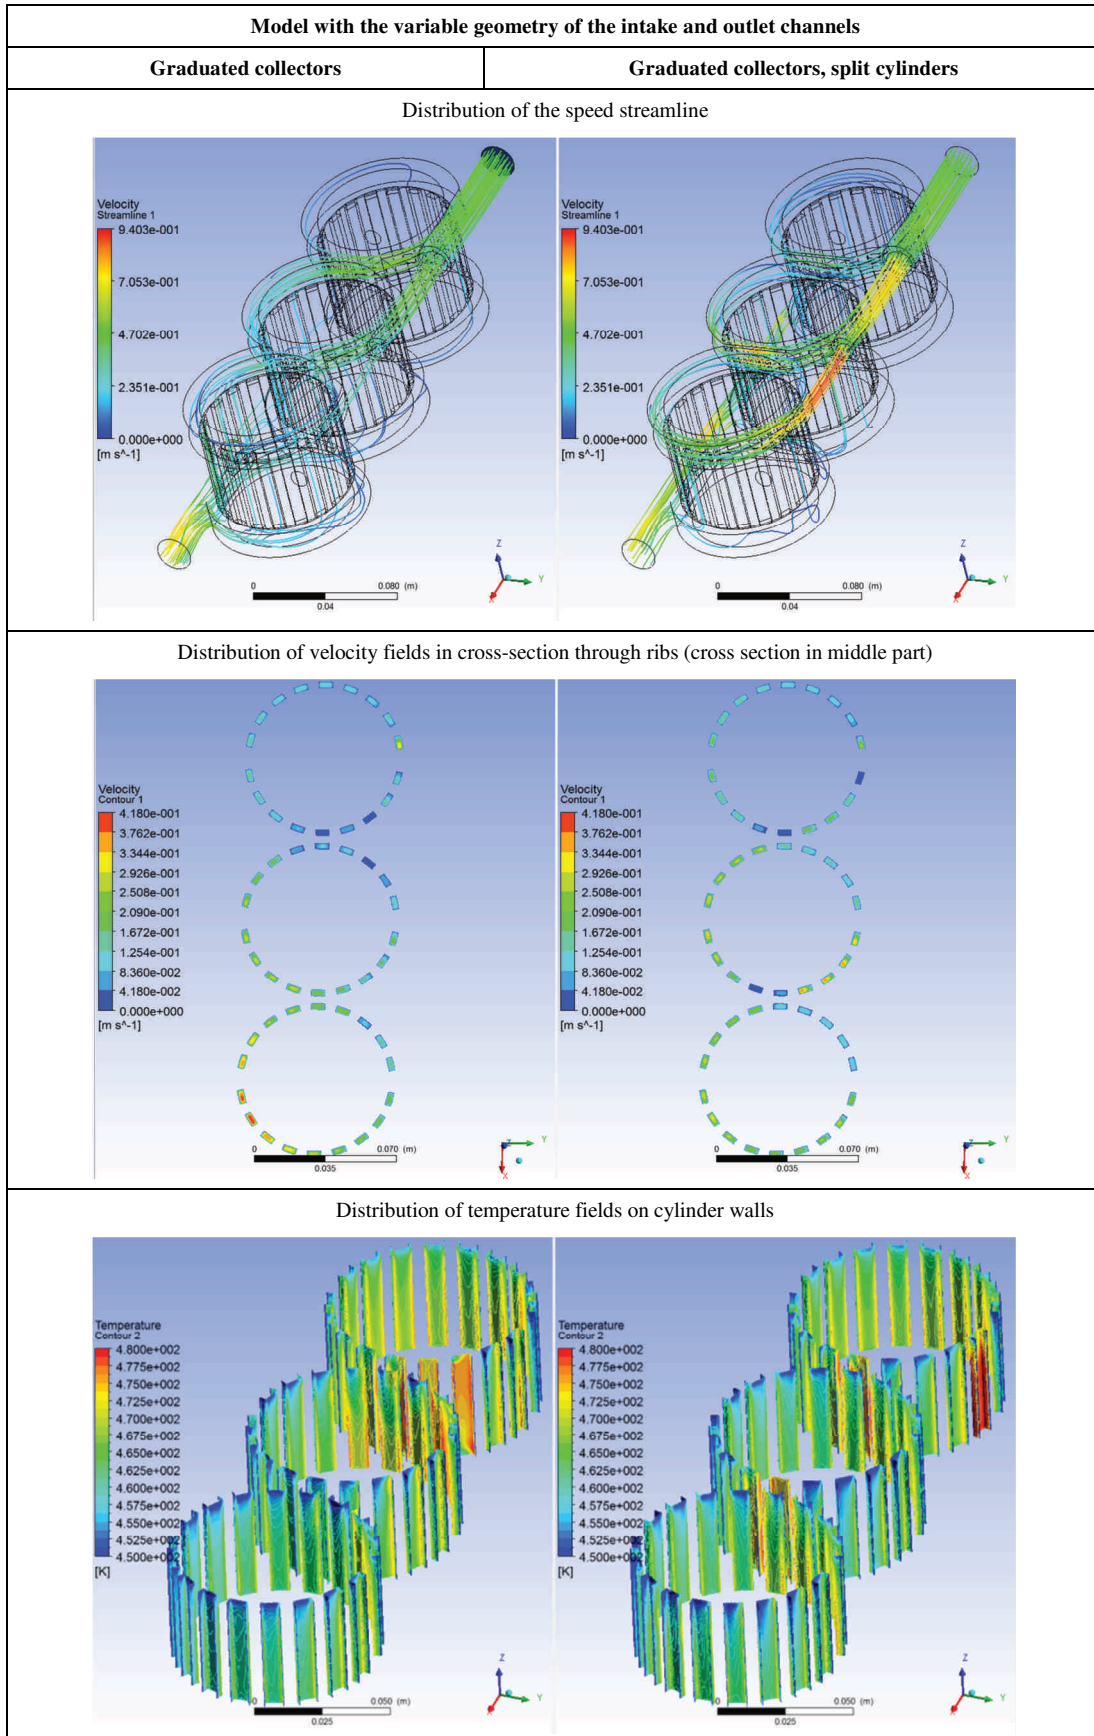 Model with the variable geometry of the intake and outlet channels
Graduated collectors
Graduated collectors, split cylinders
Distribution of the speed streamline
Velocity
Streamline 1
9.403e-001
7.053e-001
4.702e-001
2.351e-001
0.000e+000
[m s^-1]
0
0.080 (m)
0.04
Z
Y
X
Velocity
Streamline 1
9.403e-001
7.053e-001
4.702e-001
2.351e-001
0.000e+000
[m s^-1]
0
0.080 (m)
0.04
Z
Y
X
Distribution of velocity fields in cross-section through ribs (cross section in middle part)
Velocity
Contour 1
4.180e-001
3.762e-001
3.344e-001
2.926e-001
2.508e-001
2.090e-001
1.672e-001
1.254e-001
8.360e-002
4.180e-002
0.000e+000
[m s^-1]
0
0.070 (m)
0.035
Z
Y
X
Velocity
Contour 1
4.180e-001
3.762e-001
3.344e-001
2.926e-001
2.508e-001
2.090e-001
1.672e-001
1.254e-001
8.360e-002
4.180e-002
0.000e+000
[m s^-1]
0
0.070 (m)
0.035
Z
Y
X
Distribution of temperature fields on cylinder walls
Temperature
Contour 2
4.800e+002
4.775e+002
4.750e+002
4.725e+002
4.700e+002
4.675e+002
4.650e+002
4.625e+002
4.600e+002
4.575e+002
4.550e+002
4.525e+002
4.500e+002
[K]
0
0.050 (m)
0.025
Z
Y
X
Temperature
Contour 2
4.800e+002
4.775e+002
4.750e+002
4.725e+002
4.700e+002
4.675e+002
4.650e+002
4.625e+002
4.600e+002
4.575e+002
4.550e+002
4.525e+002
4.500e+002
[K]
0
0.050 (m)
0.025
Z
Y
X